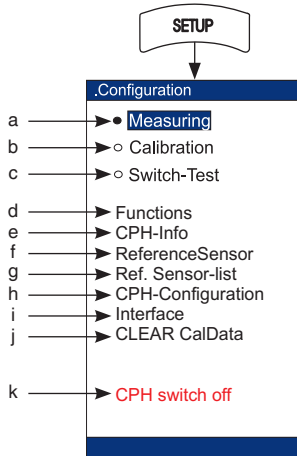 SETUP
.Configuration
a Measuring
b Calibration
c Switch-Test
d Functions
e CPH-Info
f ReferenceSensor
g Ref. Sensor-list
h CPH-Configuration
i Interface
j CLEAR CalData
k CPH switch off